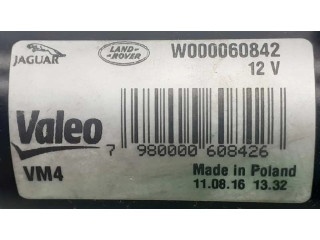 JAGUAR
LAND ROVER
W000060842
12 V
Valeo
7 980000 608426
VM4
Made in Poland
11.08.16 13.32